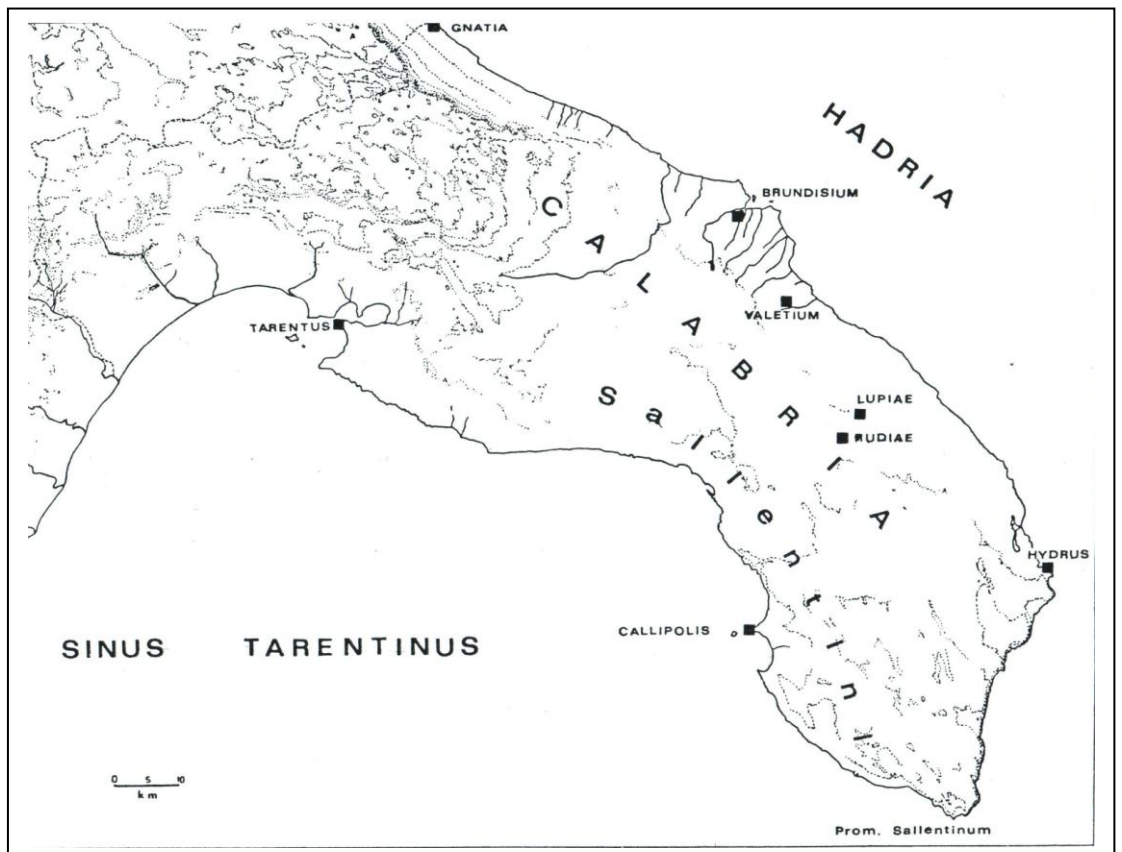 GNATIA
HADRIA
BRUNDISIUM
CALABRIA
VALETIUM
TARENTUS
Sallentini
LUPIAE
RUDIAE
HYDRUS
CALLIPOLIS
SINUS TARENTINUS
0 5 10
km
Prom. Sallentinum